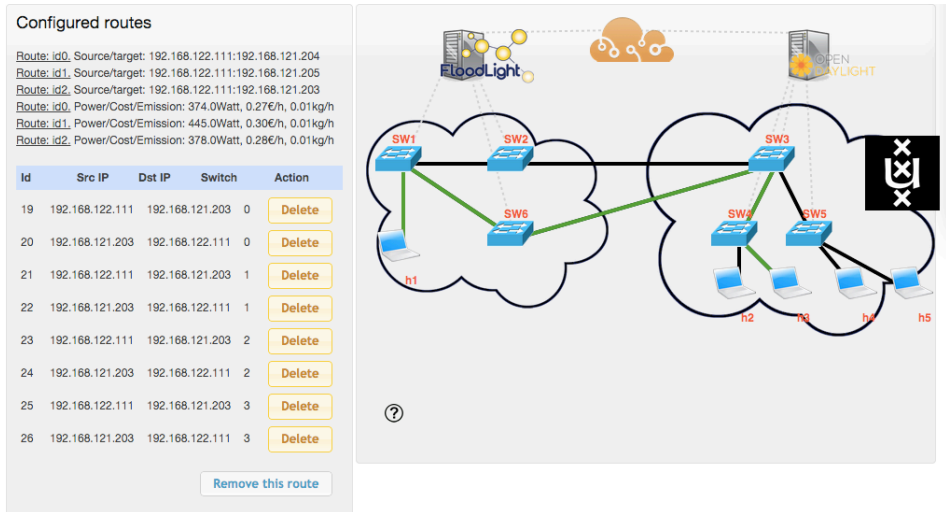 Configured routes
Route: id0. Source/target: 192.168.122.111:192.168.121.204
Route: id1. Source/target: 192.168.122.111:192.168.121.205
Route: id2. Source/target: 192.168.122.111:192.168.121.203
Route: id0. Power/Cost/Emission: 374.0Watt, 0.27€/h, 0.01kg/h
Route: id1. Power/Cost/Emission: 445.0Watt, 0.30€/h, 0.01kg/h
Route: id2. Power/Cost/Emission: 378.0Watt, 0.28€/h, 0.01kg/h
Id Src IP Dst IP Switch Action
19 192.168.122.111 192.168.121.203 0 Delete
20 192.168.121.203 192.168.122.111 0 Delete
21 192.168.122.111 192.168.121.203 1 Delete
22 192.168.121.203 192.168.122.111 1 Delete
23 192.168.122.111 192.168.121.203 2 Delete
24 192.168.121.203 192.168.122.111 2 Delete
25 192.168.122.111 192.168.121.203 3 Delete
26 192.168.121.203 192.168.122.111 3 Delete
Remove this route
FloodLight
OPEN
DAYLIGHT
SW1
SW2
SW3
SW6
SW4
SW5
h1
h2
h3
h4
h5
?